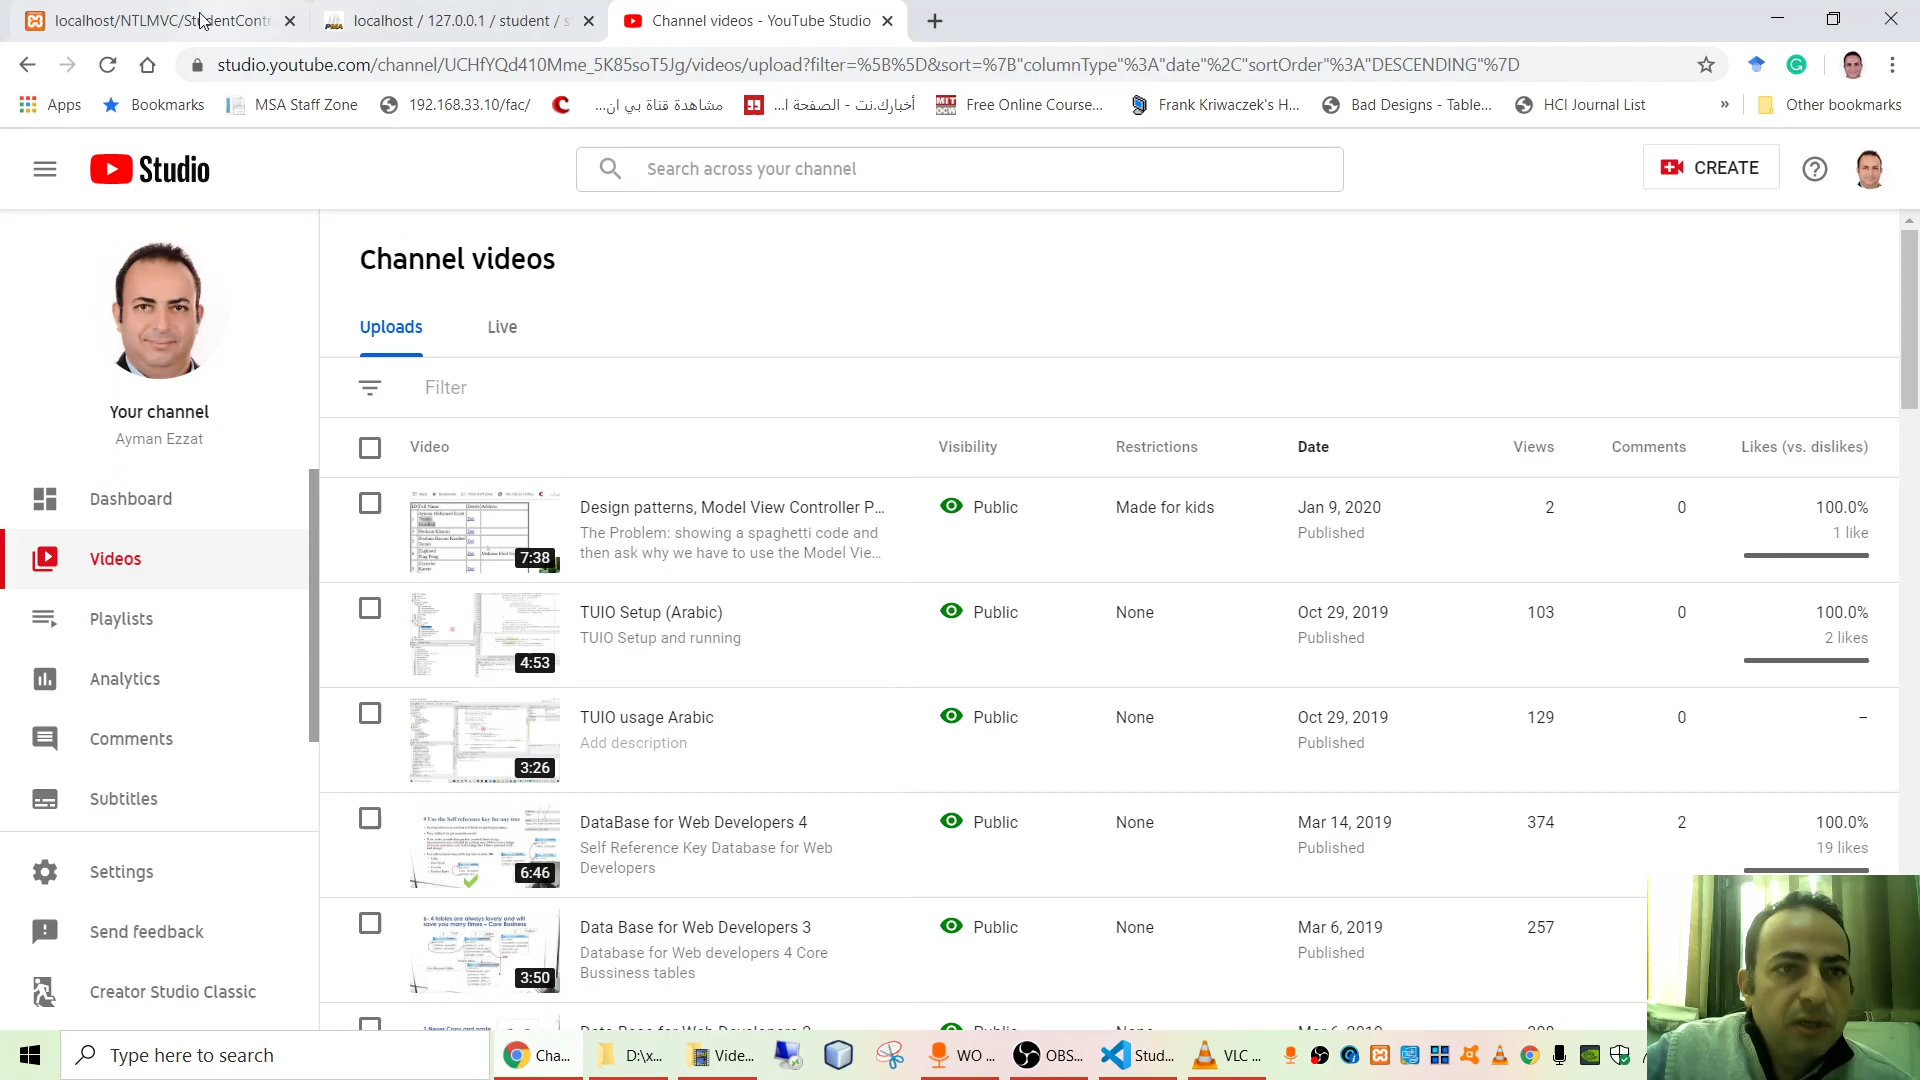 localhost/NTLMVC/StudentContr
localhost / 127.0.0.1 / student / s
Channel videos - YouTube Studio
studio.youtube.com/channel/UCHfYQd410Mme_5K85soT5Jg/videos/upload?filter=%5B%5D&sort=%7B"columnType"%3A"date"%2C"sortOrder"%3A"DESCENDING"%7D
Apps
Bookmarks
MSA Staff Zone
192.168.33.10/fac/
مشاهدة قناة بي ان...
أخبارك.نت - الصفحة ا...
Free Online Course...
Frank Kriwaczek's H...
Bad Designs - Table...
HCI Journal List
»
Other bookmarks
Studio
Search across your channel
CREATE
Channel videos
Uploads
Live
Filter
Your channel
Ayman Ezzat
Dashboard
Videos
Playlists
Analytics
Comments
Subtitles
Settings
Send feedback
Creator Studio Classic
Video
Visibility
Restrictions
Date
Views
Comments
Likes (vs. dislikes)
7:38
Design patterns, Model View Controller P...
The Problem: showing a spaghetti code and
then ask why we have to use the Model Vie...
Public
Made for kids
Jan 9, 2020
Published
2
0
100.0%
1 like
4:53
TUIO Setup (Arabic)
TUIO Setup and running
Public
None
Oct 29, 2019
Published
103
0
100.0%
2 likes
3:26
TUIO usage Arabic
Add description
Public
None
Oct 29, 2019
Published
129
0
–
6:46
DataBase for Web Developers 4
Self Reference Key Database for Web
Developers
Public
None
Mar 14, 2019
Published
374
2
100.0%
19 likes
3:50
Data Base for Web Developers 3
Database for Web developers 4 Core
Bussiness tables
Public
None
Mar 6, 2019
Published
257
Type here to search
Cha...
D:\x...
Vide...
WO ...
OBS...
Stud...
VLC ...